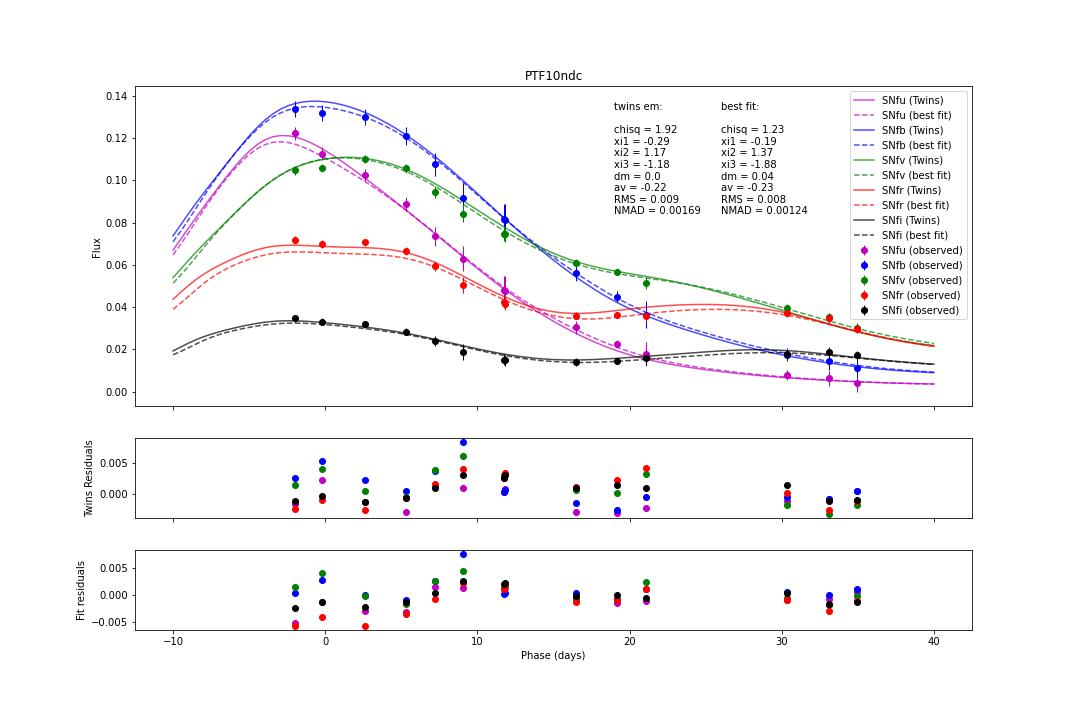 PTF10ndc
Flux
0.14
0.12
0.10
0.08
0.06
0.04
0.02
0.00
twins em:
chisq = 1.92
xi1 = -0.29
xi2 = 1.17
xi3 = -1.18
dm = 0.0
av = -0.22
RMS = 0.009
NMAD = 0.00169
best fit:
chisq = 1.23
xi1 = -0.19
xi2 = 1.37
xi3 = -1.88
dm = 0.04
av = -0.23
RMS = 0.008
NMAD = 0.00124
SNfu (Twins)
SNfu (best fit)
SNfb (Twins)
SNfb (best fit)
SNfv (Twins)
SNfv (best fit)
SNfr (Twins)
SNfr (best fit)
SNfi (Twins)
SNfi (best fit)
SNfu (observed)
SNfb (observed)
SNfv (observed)
SNfr (observed)
SNfi (observed)
Twins Residuals
0.005
0.000
Fit residuals
0.005
0.000
−0.005
−10 0 10 20 30 40
Phase (days)